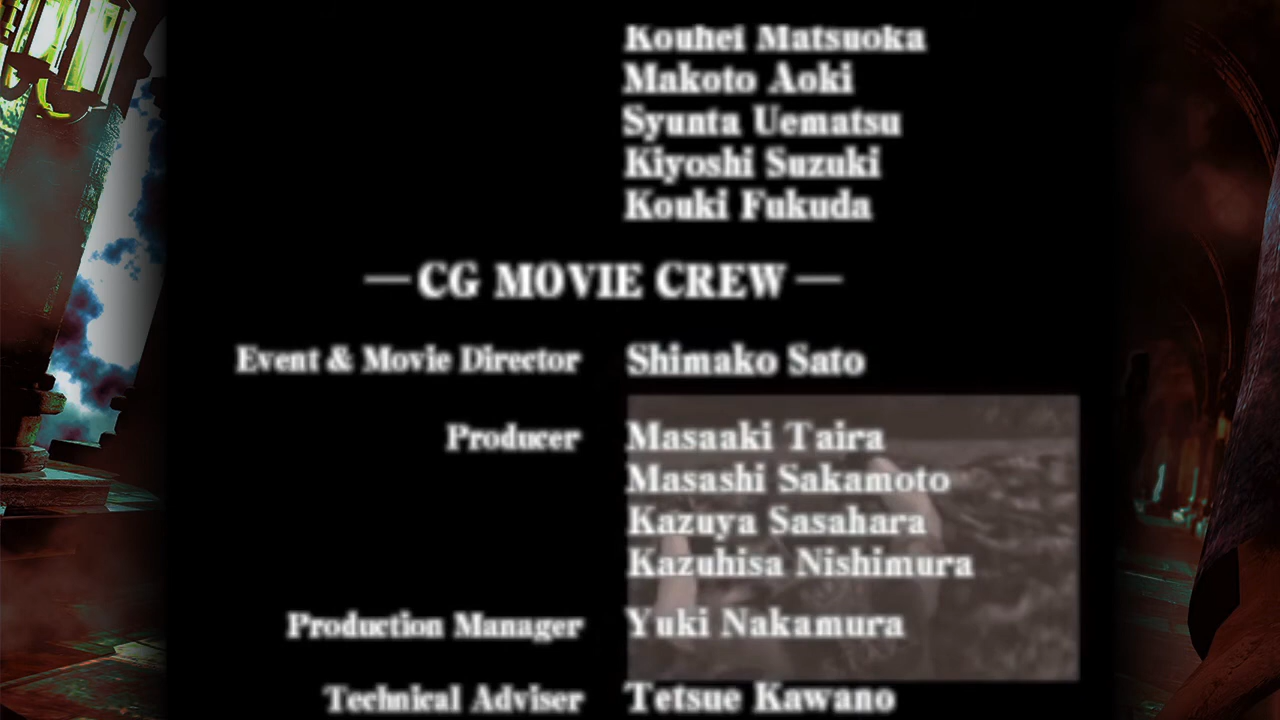 Kouhei Matsuoka
Makoto Aoki
Syunta Uematsu
Kiyoshi Suzuki
Kouki Fukuda
— CG MOVIE CREW —
Event & Movie Director Shimako Sato
Producer Masaaki Taira
Masashi Sakamoto
Kazuya Sasahara
Kazuhisa Nishimura
Production Manager Yuki Nakamura
Technical Adviser Tetsue Kawano